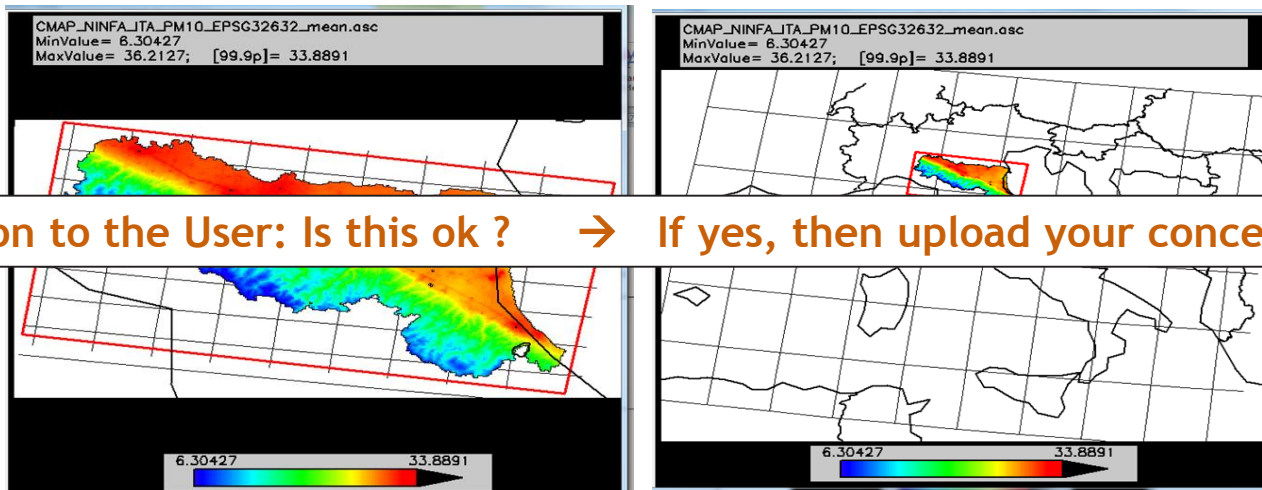 CMAP_NINFA_ITA_PM10_EPSG32632_mean.asc
MinValue= 6.30427
MaxValue= 36.2127; [99.9p]= 33.8891
CMAP_NINFA_ITA_PM10_EPSG32632_mean.asc
MinValue= 6.30427
MaxValue= 36.2127; [99.9p]= 33.8891
to the User: Is this ok ? → If yes, then upload your
6.30427 33.8891
6.30427 33.8891